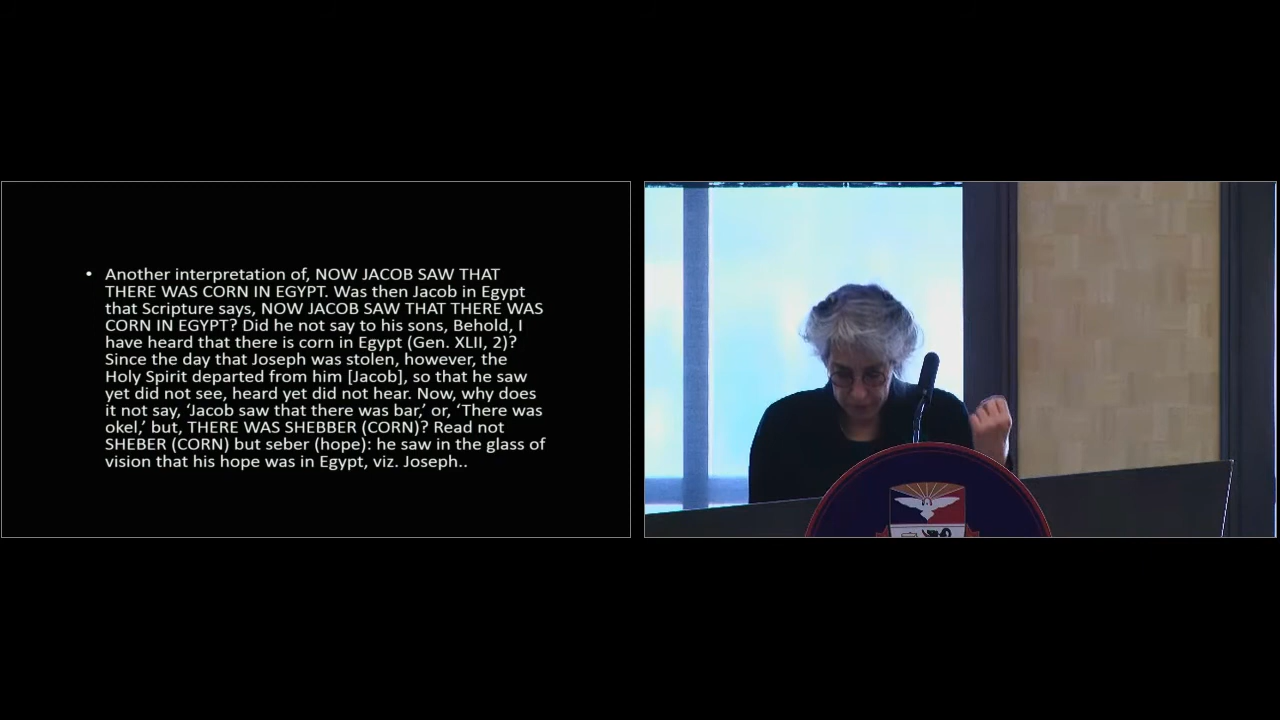 • Another interpretation of, NOW JACOB SAW THAT
THERE WAS CORN IN EGYPT. Was then Jacob in Egypt
that Scripture says, NOW JACOB SAW THAT THERE WAS
CORN IN EGYPT? Did he not say to his sons, Behold, I
have heard that there is corn in Egypt (Gen. XLII, 2)?
Since the day that Joseph was stolen, however, the
Holy Spirit departed from him [Jacob], so that he saw
yet did not see, heard yet did not hear. Now, why does
it not say, ‘Jacob saw that there was bar,’ or, ‘There was
okel,’ but, THERE WAS SHEBBER (CORN)? Read not
SHEBER (CORN) but seber (hope): he saw in the glass of
vision that his hope was in Egypt, viz. Joseph..